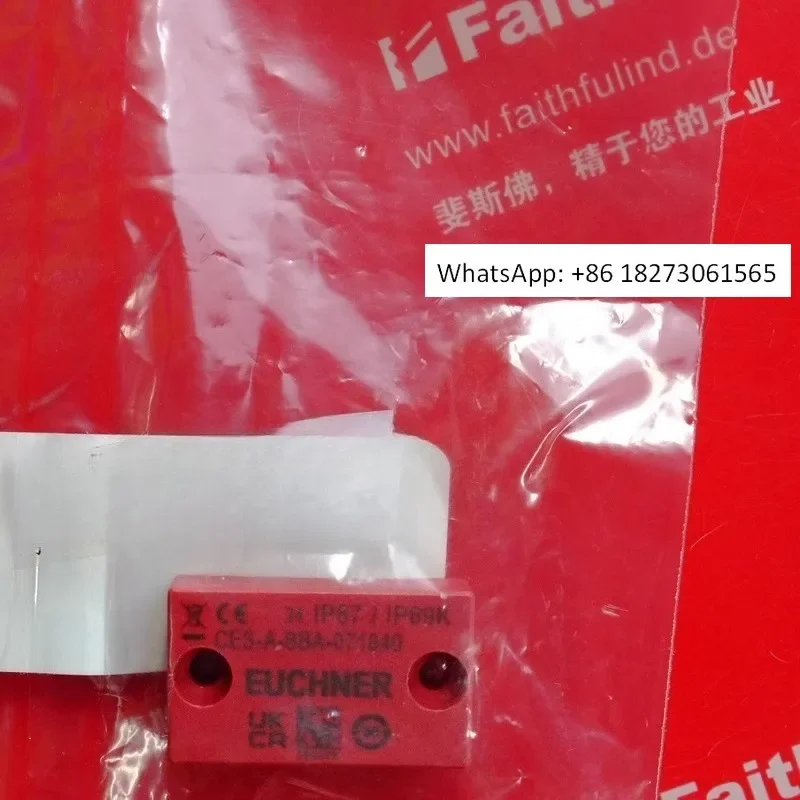 Faith
www.faithfulind.de
斐斯佛，精于您的工业
WhatsApp: +86 18273061565
CE IP67 / IP69K
CES-A-BBA-071840
EUCHNER
UK
CA
Faithfu